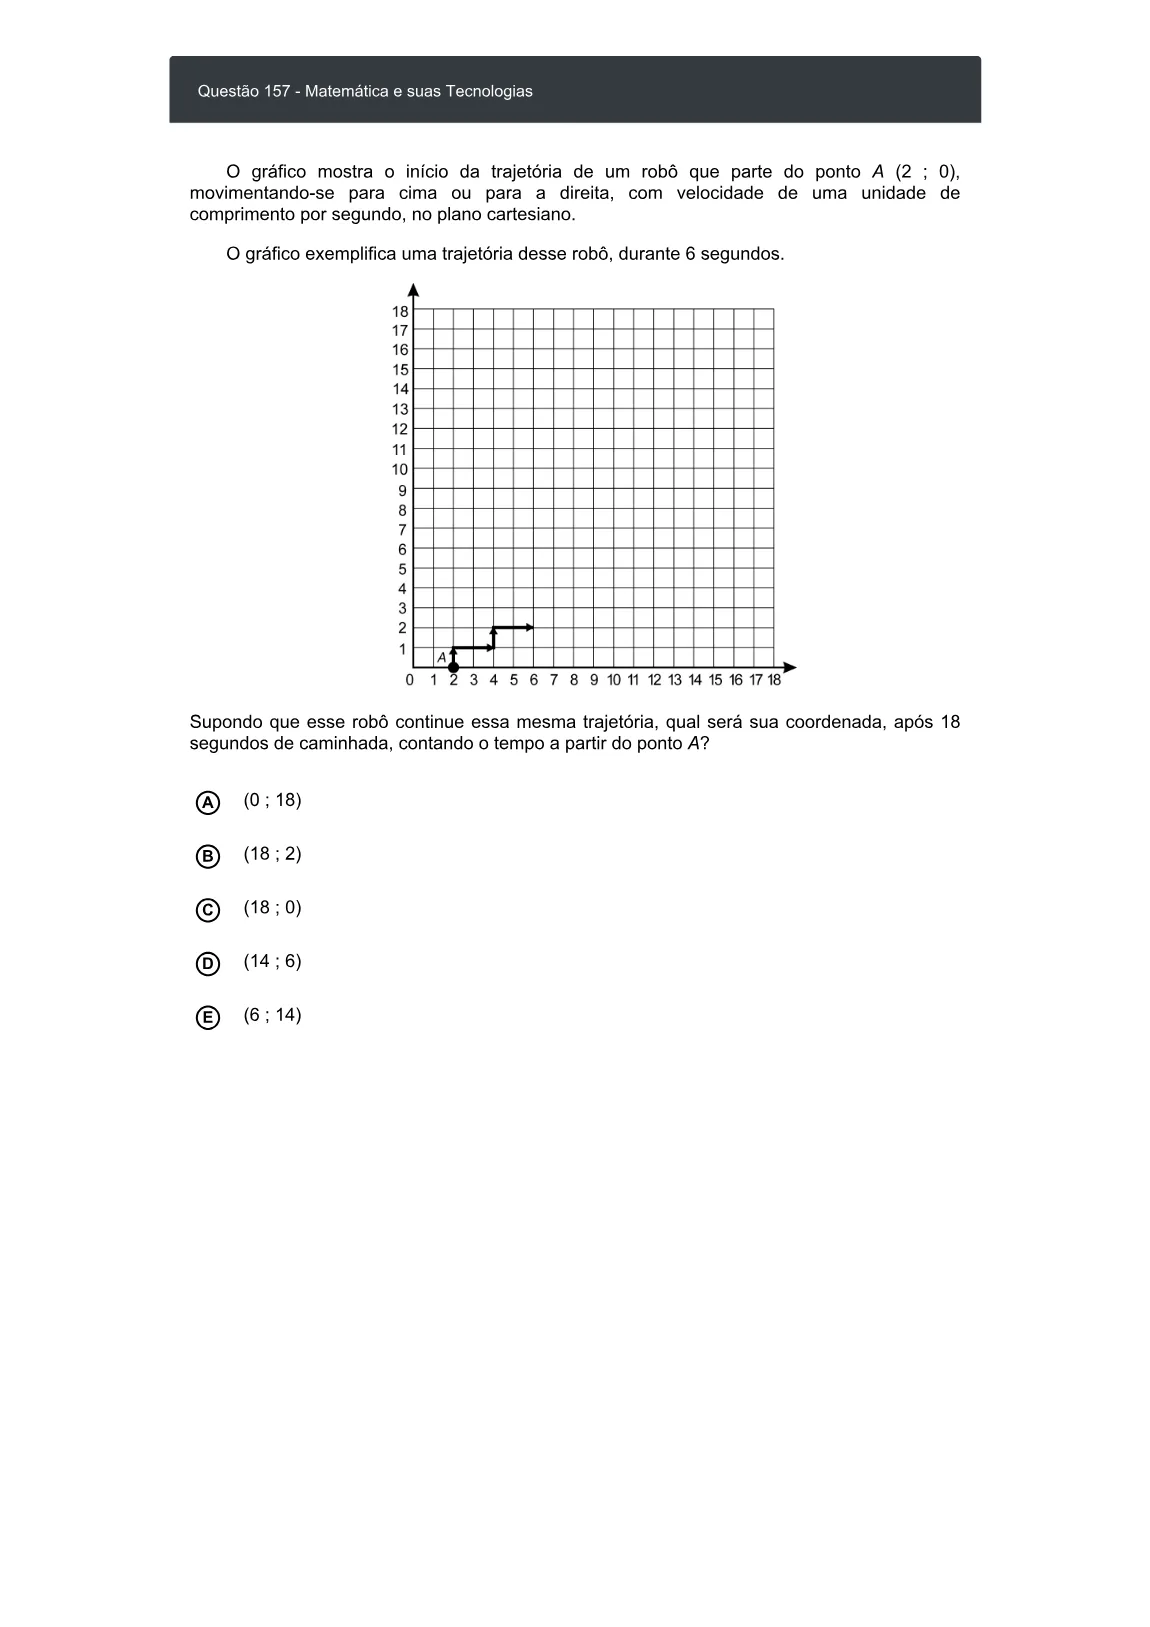 Questão 157 - Matemática e suas Tecnologias
O gráfico mostra o início da trajetória de um robô que parte do ponto A (2 ; 0),
movimentando-se para cima ou para a direita, com velocidade de uma unidade de
comprimento por segundo, no plano cartesiano.
O gráfico exemplifica uma trajetória desse robô, durante 6 segundos.
18
17
16
15
14
13
12
11
10
9
8
7
6
5
4
3
2
1
A
0 1 2 3 4 5 6 7 8 9 10 11 12 13 14 15 16 17 18
Supondo que esse robô continue essa mesma trajetória, qual será sua coordenada, após 18
segundos de caminhada, contando o tempo a partir do ponto A?
A (0 ; 18)
B (18 ; 2)
C (18 ; 0)
D (14 ; 6)
E (6 ; 14)